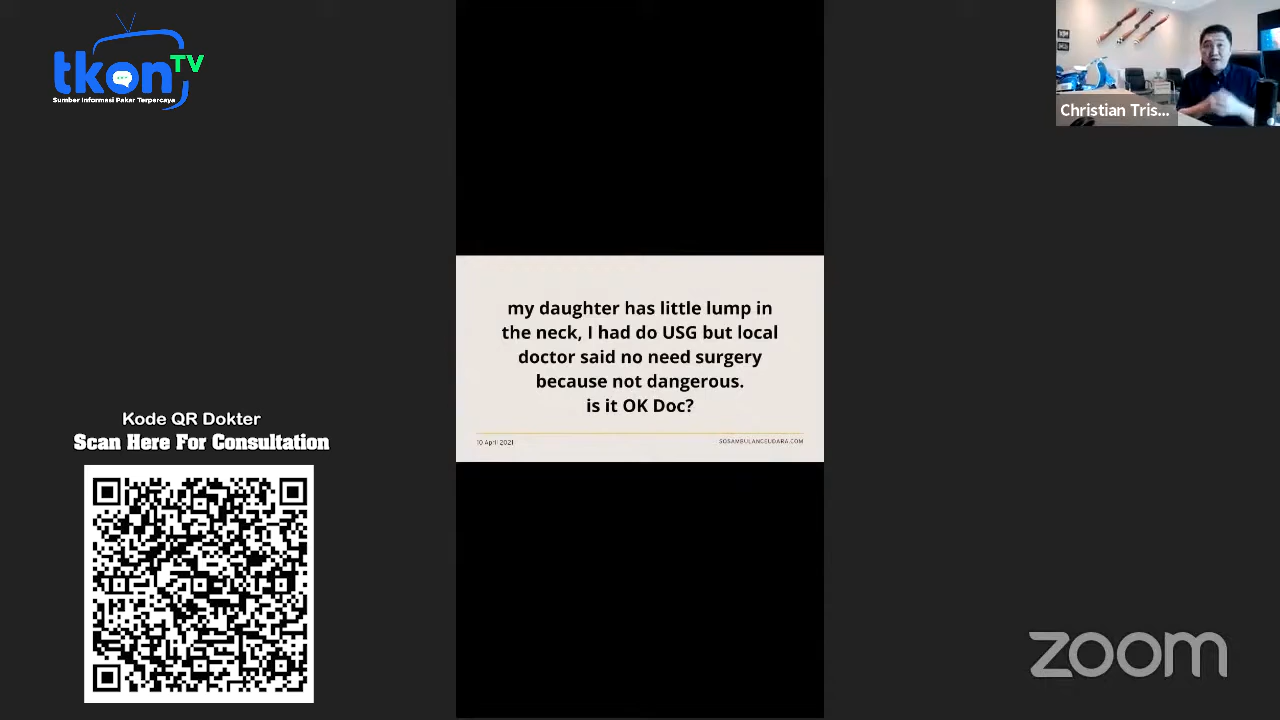 tkon TV
Sumber Informasi Pakar Terpercaya
Christian Tris...
my daughter has little lump in
the neck, I had do USG but local
doctor said no need surgery
because not dangerous.
is it OK Doc?
10 April 2021
SOSAMBULANCEUDARA.COM
Kode QR Dokter
Scan Here For Consultation
zoom